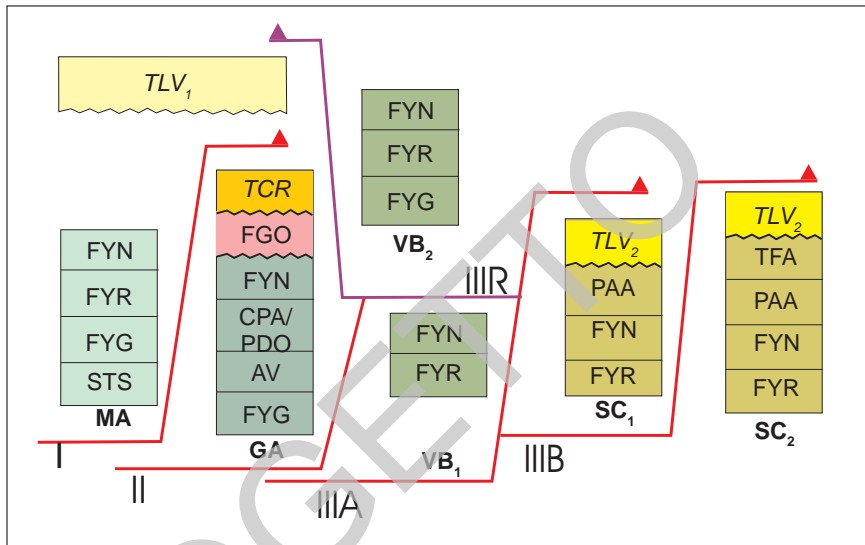 TLV1
FYN
FYR
FYG
VB2
TCR
FGO
FYN
CPA/
PDO
AV
FYG
GA
FYN
FYR
FYG
STS
MA
I
II
IIIR
FYN
FYR
VB1
IIIA
TLV2
PAA
FYN
FYR
SC1
IIIB
TLV2
TFA
PAA
FYN
FYR
SC2
OGETTO